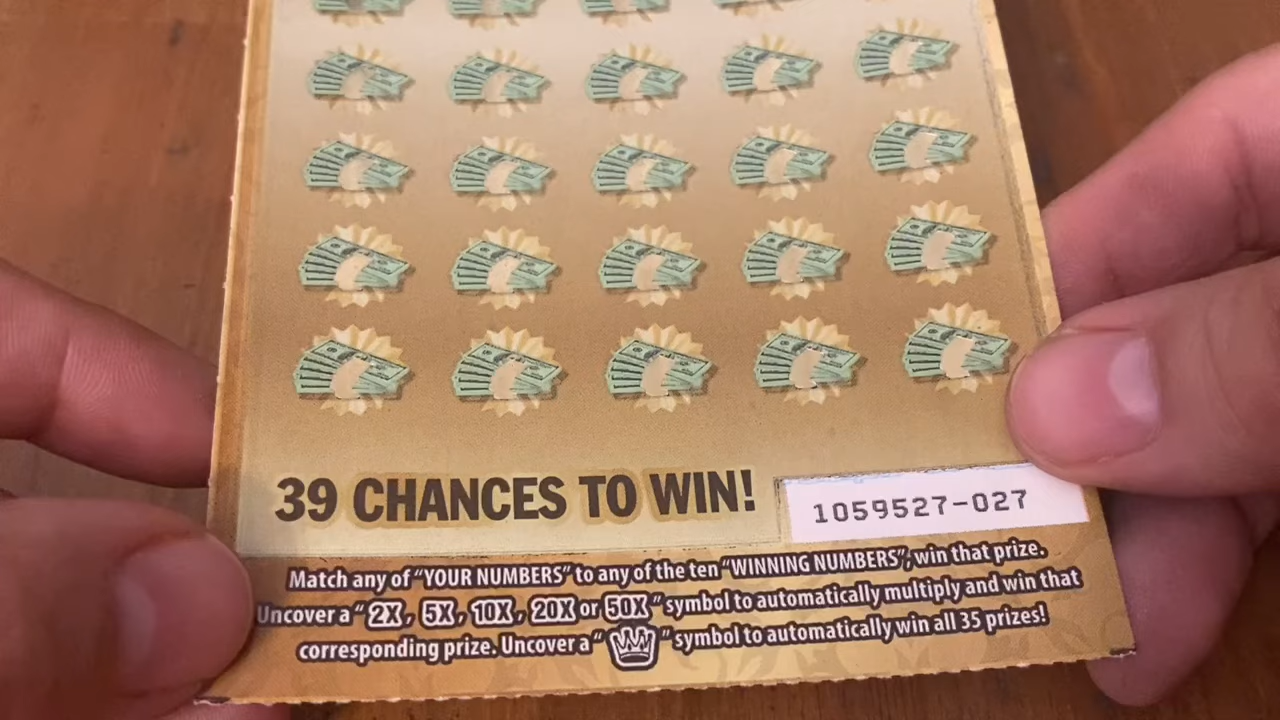 39 CHANCES TO WIN!
1059527-027
Match any of "YOUR NUMBERS" to any of the ten "WINNING NUMBERS", win that prize.
Uncover a "2X, 5X, 10X, 20X or 50X" symbol to automatically multiply and win that
corresponding prize. Uncover a " " symbol to automatically win all 35 prizes!